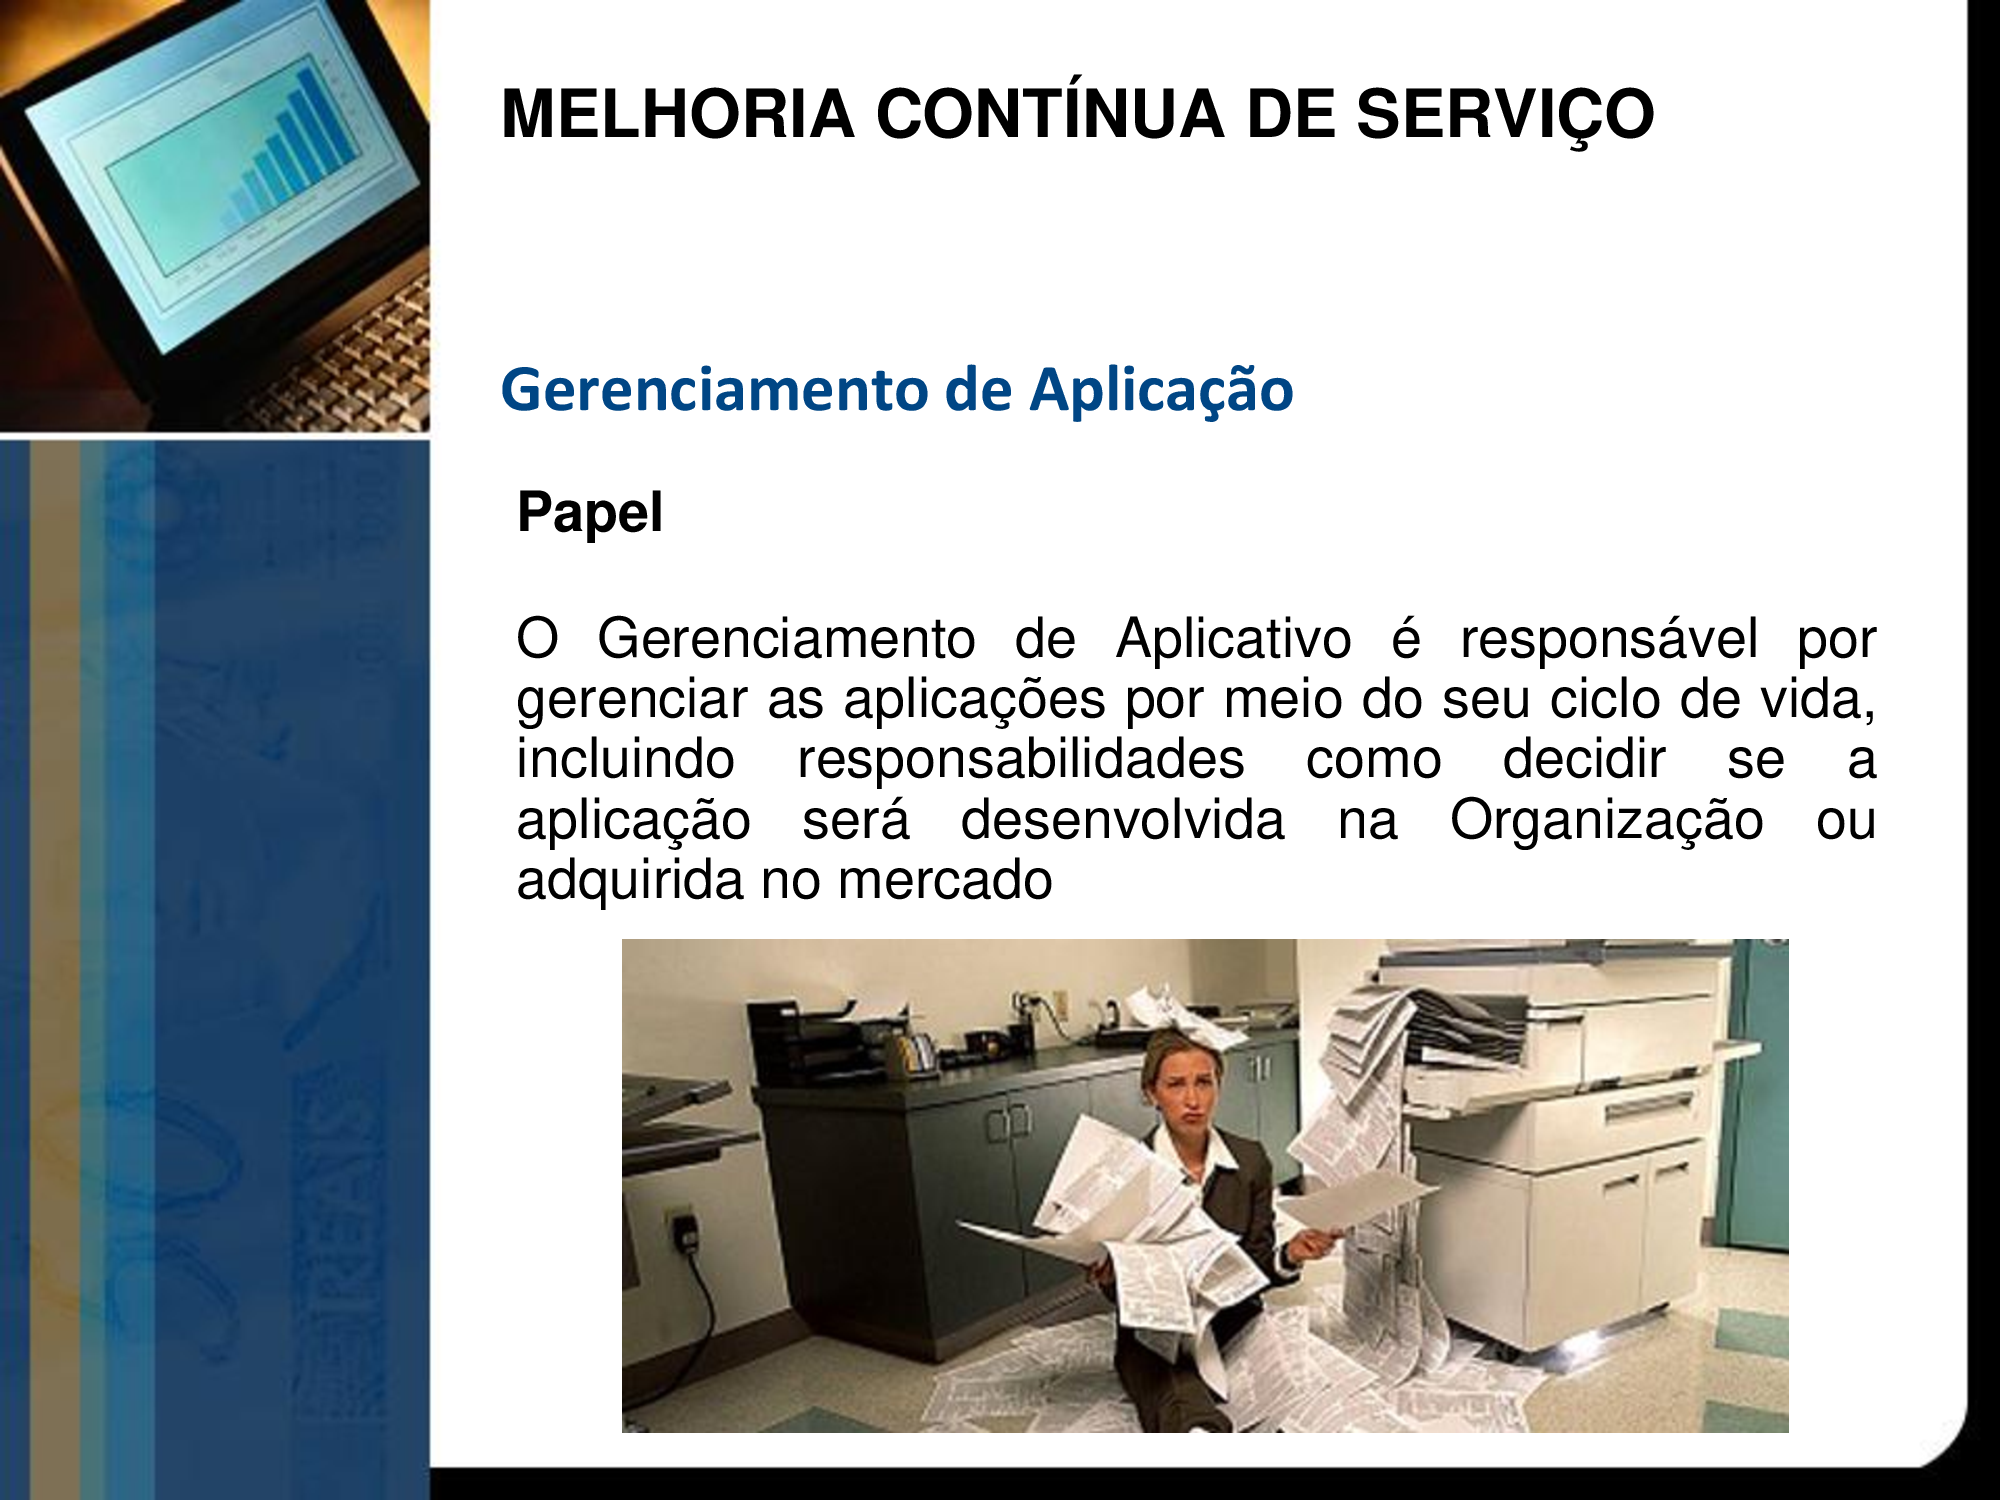 MELHORIA CONTÍNUA DE SERVIÇO
Gerenciamento de Aplicação
Papel
O Gerenciamento de Aplicativo é responsável por
gerenciar as aplicações por meio do seu ciclo de vida,
incluindo responsabilidades como decidir se a
aplicação será desenvolvida na Organização ou
adquirida no mercado
REAIS